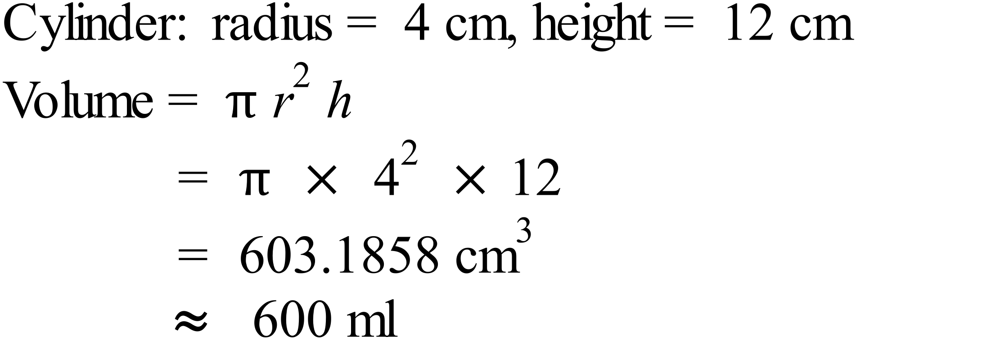 Cylinder: radius = 4 cm, height = 12 cm
Volume = π r² h
= π × 4² × 12
= 603.1858 cm³
≈ 600 ml